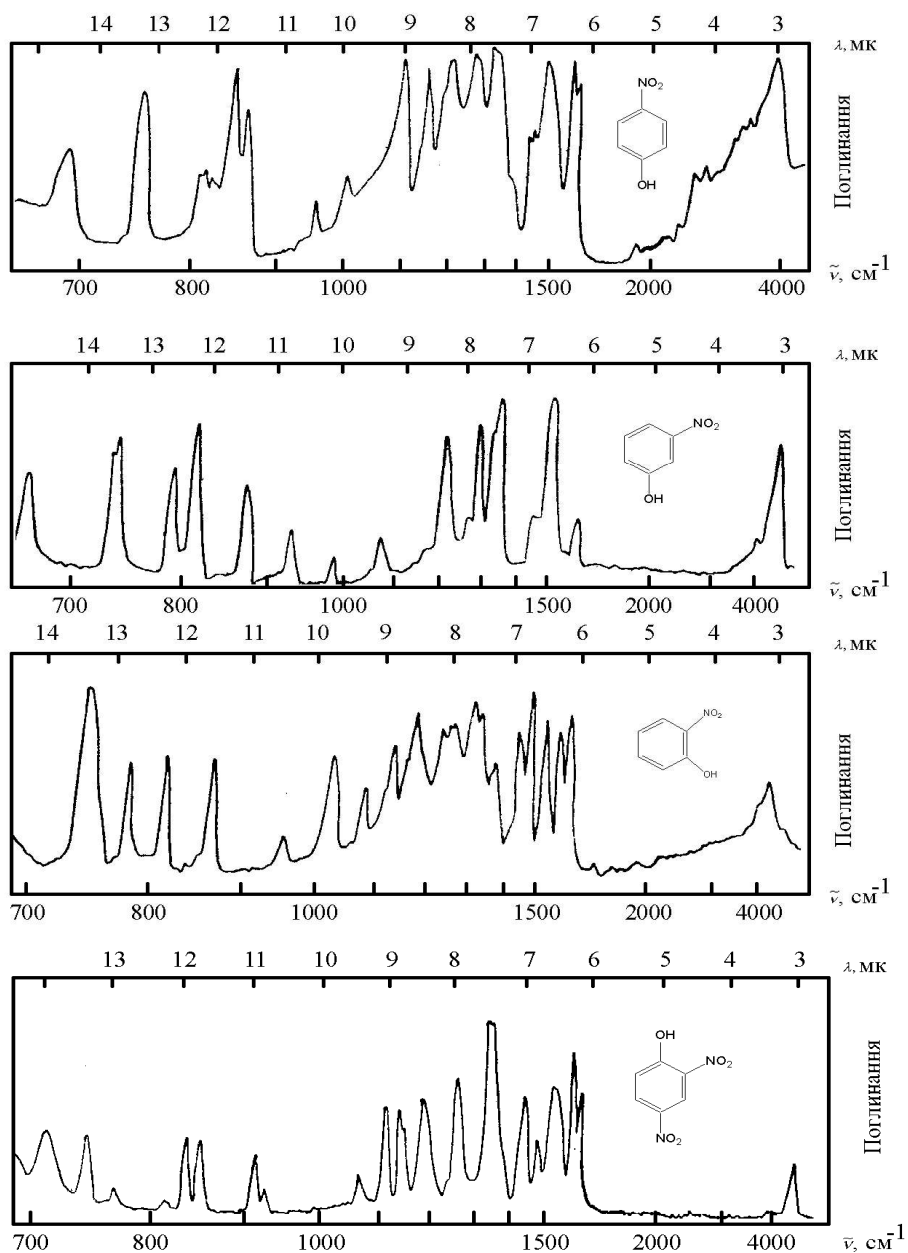 14 13 12 11 10 9 8 7 6 5 4 3 λ, мк
NO₂
OH
Поглинання
700 800 1000 1500 2000 4000 ν̃, см⁻¹
14 13 12 11 10 9 8 7 6 5 4 3 λ, мк
NO₂
OH
Поглинання
700 800 1000 1500 2000 4000 ν̃, см⁻¹
14 13 12 11 10 9 8 7 6 5 4 3 λ, мк
NO₂
OH
Поглинання
700 800 1000 1500 2000 4000 ν̃, см⁻¹
13 12 11 10 9 8 7 6 5 4 3 λ, мк
OH
NO₂
NO₂
Поглинання
700 800 1000 1500 2000 4000 ν̃, см⁻¹